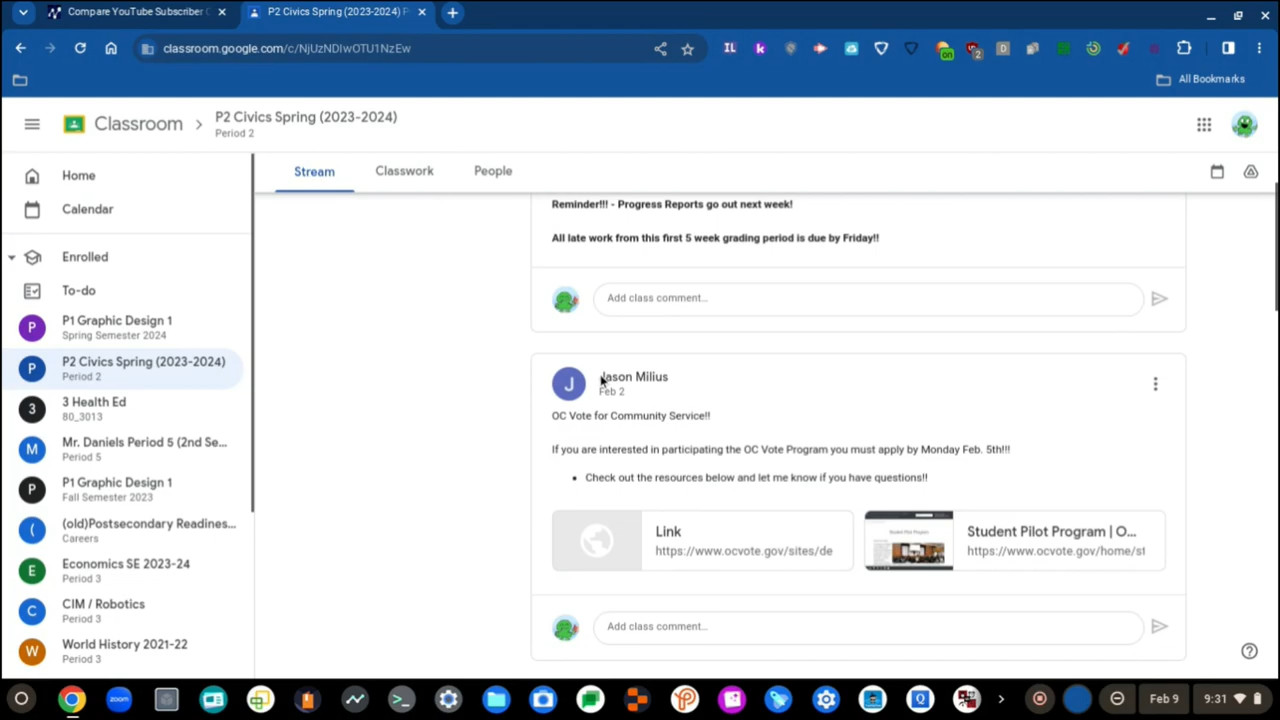 Compare YouTube Subscriber C
P2 Civics Spring (2023-2024) P
classroom.google.com/c/NjUzNDIwOTU1NzEw
All Bookmarks
Classroom
P2 Civics Spring (2023-2024)
Period 2
Home
Calendar
Enrolled
To-do
P
P1 Graphic Design 1
Spring Semester 2024
P
P2 Civics Spring (2023-2024)
Period 2
3
3 Health Ed
80_3013
M
Mr. Daniels Period 5 (2nd Se...
Period 5
P
P1 Graphic Design 1
Fall Semester 2023
(
(old)Postsecondary Readines...
Careers
E
Economics SE 2023-24
Period 3
C
CIM / Robotics
Period 3
W
World History 2021-22
Period 3
Stream
Classwork
People
Reminder!!! - Progress Reports go out next week!
All late work from this first 5 week grading period is due by Friday!!
Add class comment...
J
Jason Milius
Feb 2
OC Vote for Community Service!!
If you are interested in participating the OC Vote Program you must apply by Monday Feb. 5th!!!
Check out the resources below and let me know if you have questions!!
Link
https://www.ocvote.gov/sites/de
Student Pilot Program | O...
https://www.ocvote.gov/home/st
Add class comment...
zoom
Feb 9
9:31